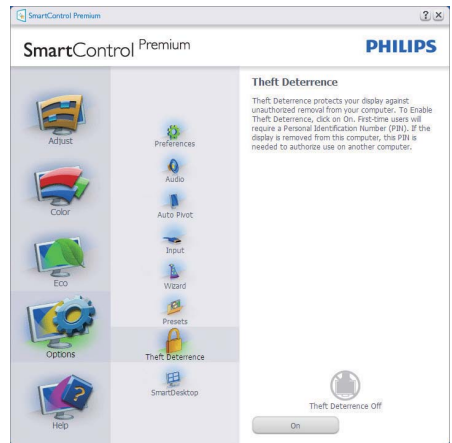 SmartControl Premium
SmartControl Premium
PHILIPS
Adjust
Color
Eco
Options
Help
Preferences
Audio
Auto Pivot
Input
Wizard
Presets
Theft Deterrence
SmartDesktop
Theft Deterrence
Theft Deterrence protects your display against
unauthorized removal from your computer. To Enable
Theft Deterrence, click on On. First-time users will
require a Personal Identification Number (PIN). If the
display is removed from this computer, this PIN is
needed to authorize use on another computer.
Theft Deterrence Off
On